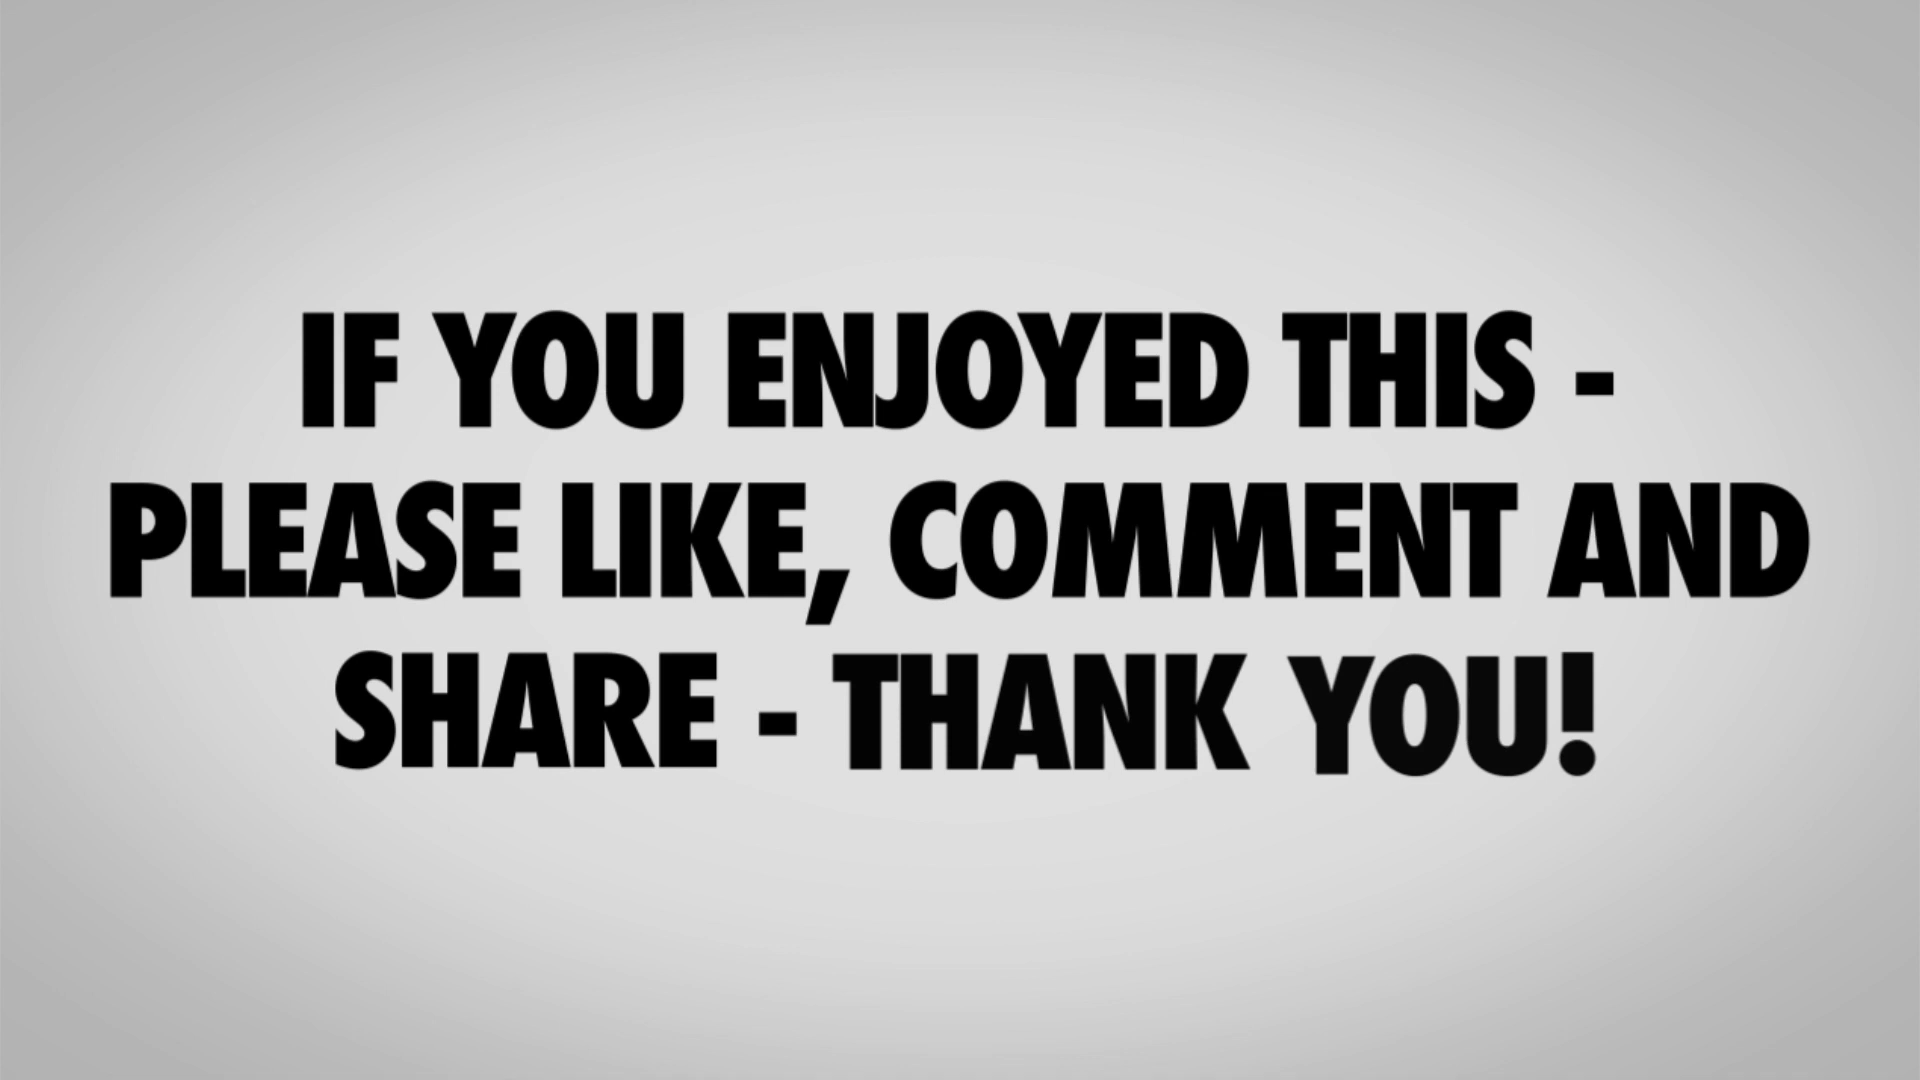 IF YOU ENJOYED THIS -
PLEASE LIKE, COMMENT AND
SHARE - THANK YOU!